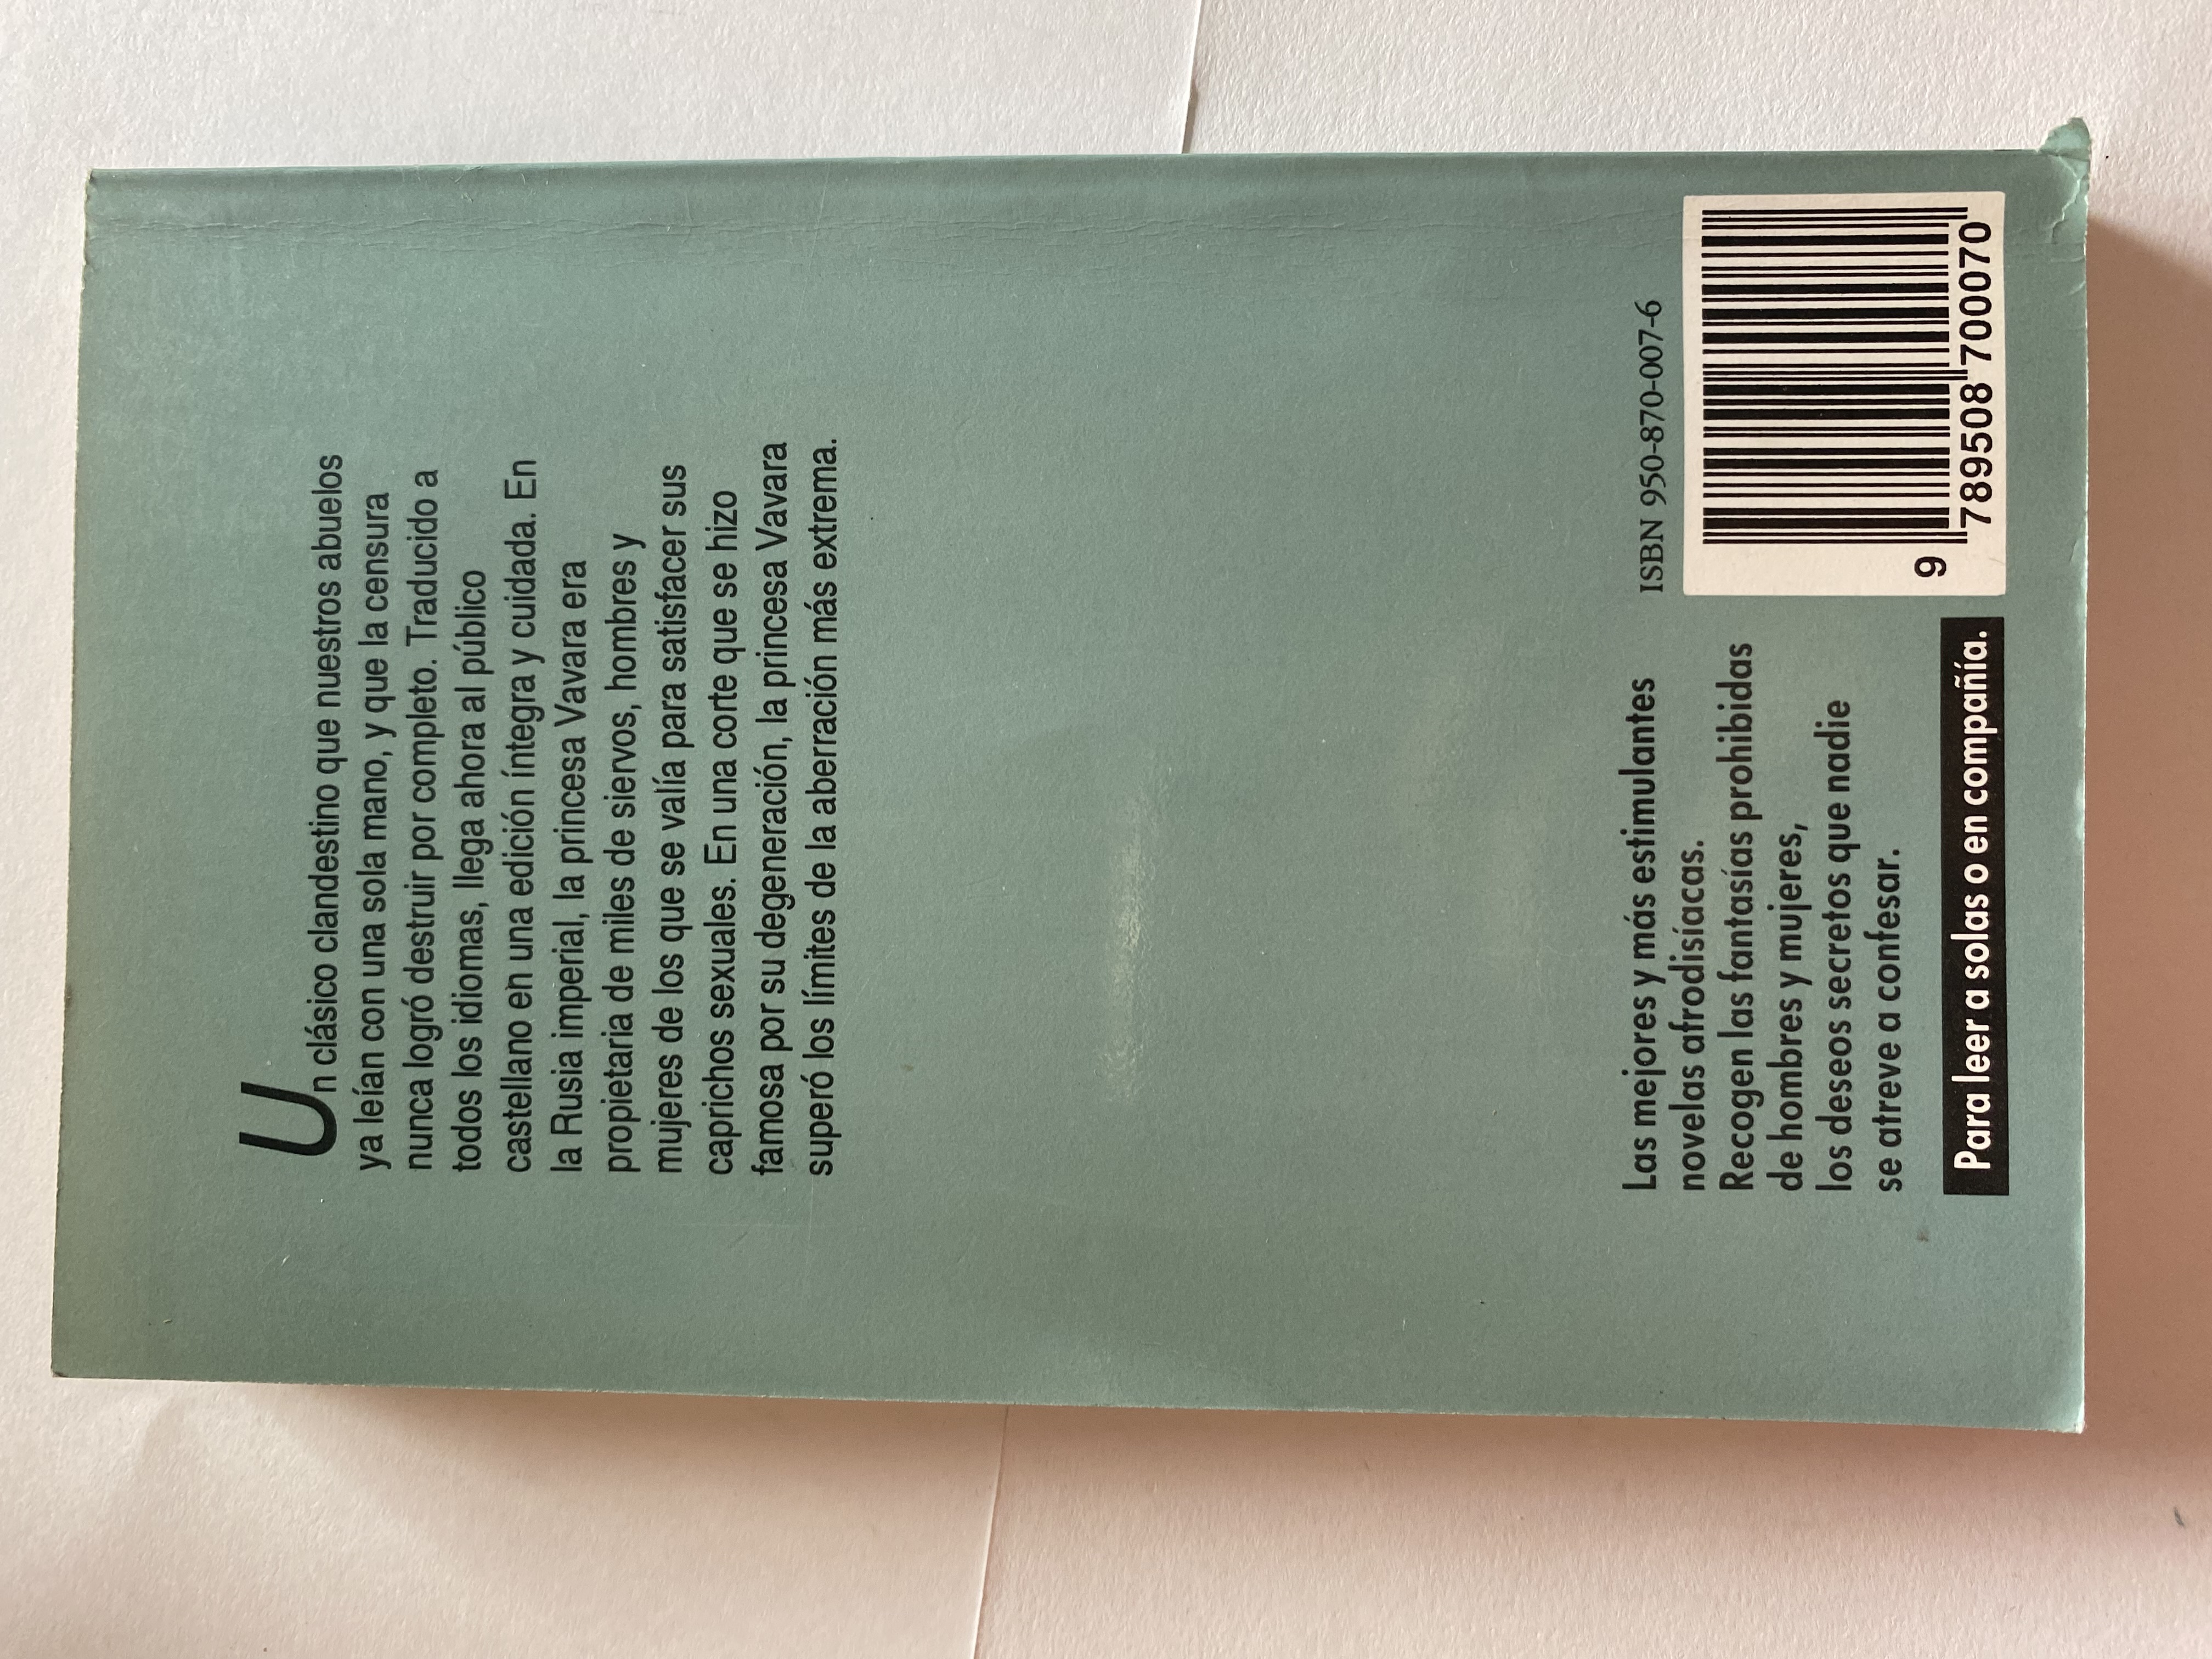 Un clásico clandestino que nuestros abuelos
ya leían con una sola mano, y que la censura
nunca logró destruir por completo. Traducido a
todos los idiomas, llega ahora al público
castellano en una edición íntegra y cuidada. En
la Rusia imperial, la princesa Vavara era
propietaria de miles de siervos, hombres y
mujeres de los que se valía para satisfacer sus
caprichos sexuales. En una corte que se hizo
famosa por su degeneración, la princesa Vavara
superó los límites de la aberración más extrema.
Las mejores y más estimulantes
novelas afrodisíacas.
Recogen las fantasías prohibidas
de hombres y mujeres,
los deseos secretos que nadie
se atreve a confesar.
Para leer a solas o en compañía.
ISBN 950-870-007-6
9 789508 700070